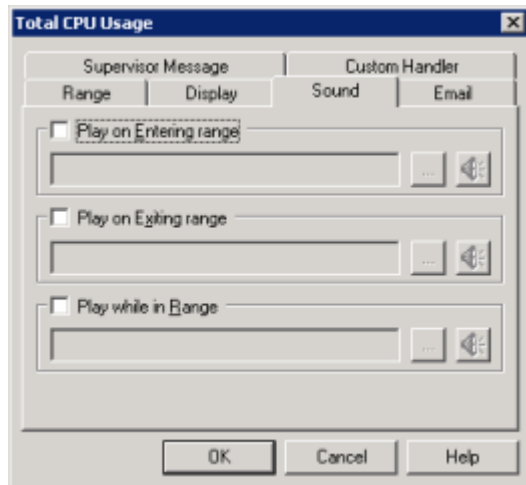 Total CPU Usage
Supervisor Message Custom Handler
Range Display Sound Email
Play on Entering range
...
Play on Exiting range
...
Play while in Range
...
OK Cancel Help